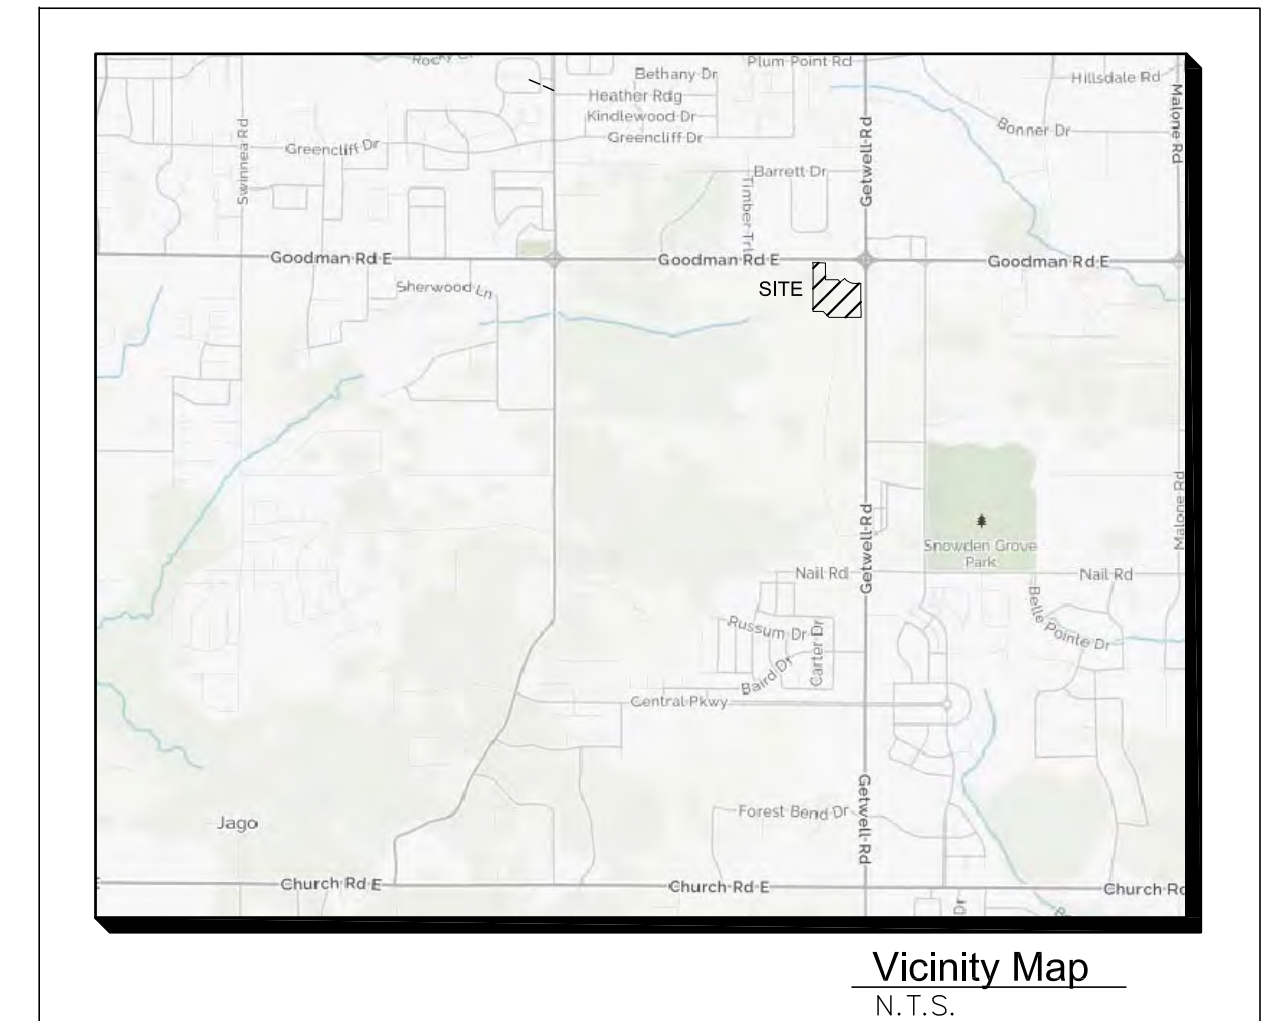 Plum Point Rd
Bethany Dr
Hillsdale Rd
Heather Rdg
Malone Rd
Kindlewood Dr
Bonner Dr
Greencliff Dr
Greencliff Dr
Swinnea Rd
Getwell Rd
Barrett Dr
Timber Trl
Goodman Rd E
Goodman Rd E
Goodman Rd E
Sherwood Ln
SITE
Malone Rd
Getwell Rd
Snowden Grove
Park
Nail Rd
Nail Rd
Belle Pointe Dr
Russum Dr
Carter Dr
Baird Dr
Central Pkwy
Getwell Rd
Forest Bend Dr
Jago
Church Rd E
Church Rd E
Church Rd
Dr
Vicinity Map
N.T.S.